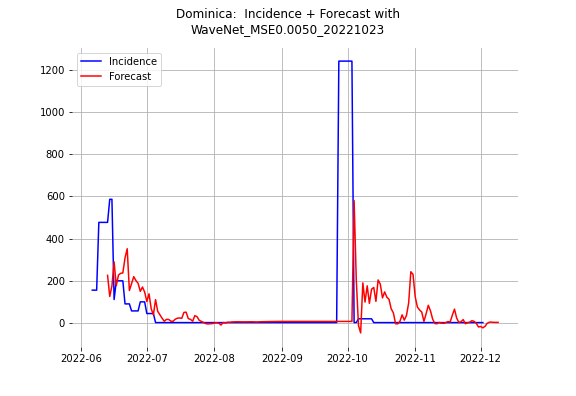 Dominica:  Incidence + Forecast with
WaveNet_MSE0.0050_20221023
Incidence
Forecast
1200
1000
800
600
400
200
0
2022-06 2022-07 2022-08 2022-09 2022-10 2022-11 2022-12